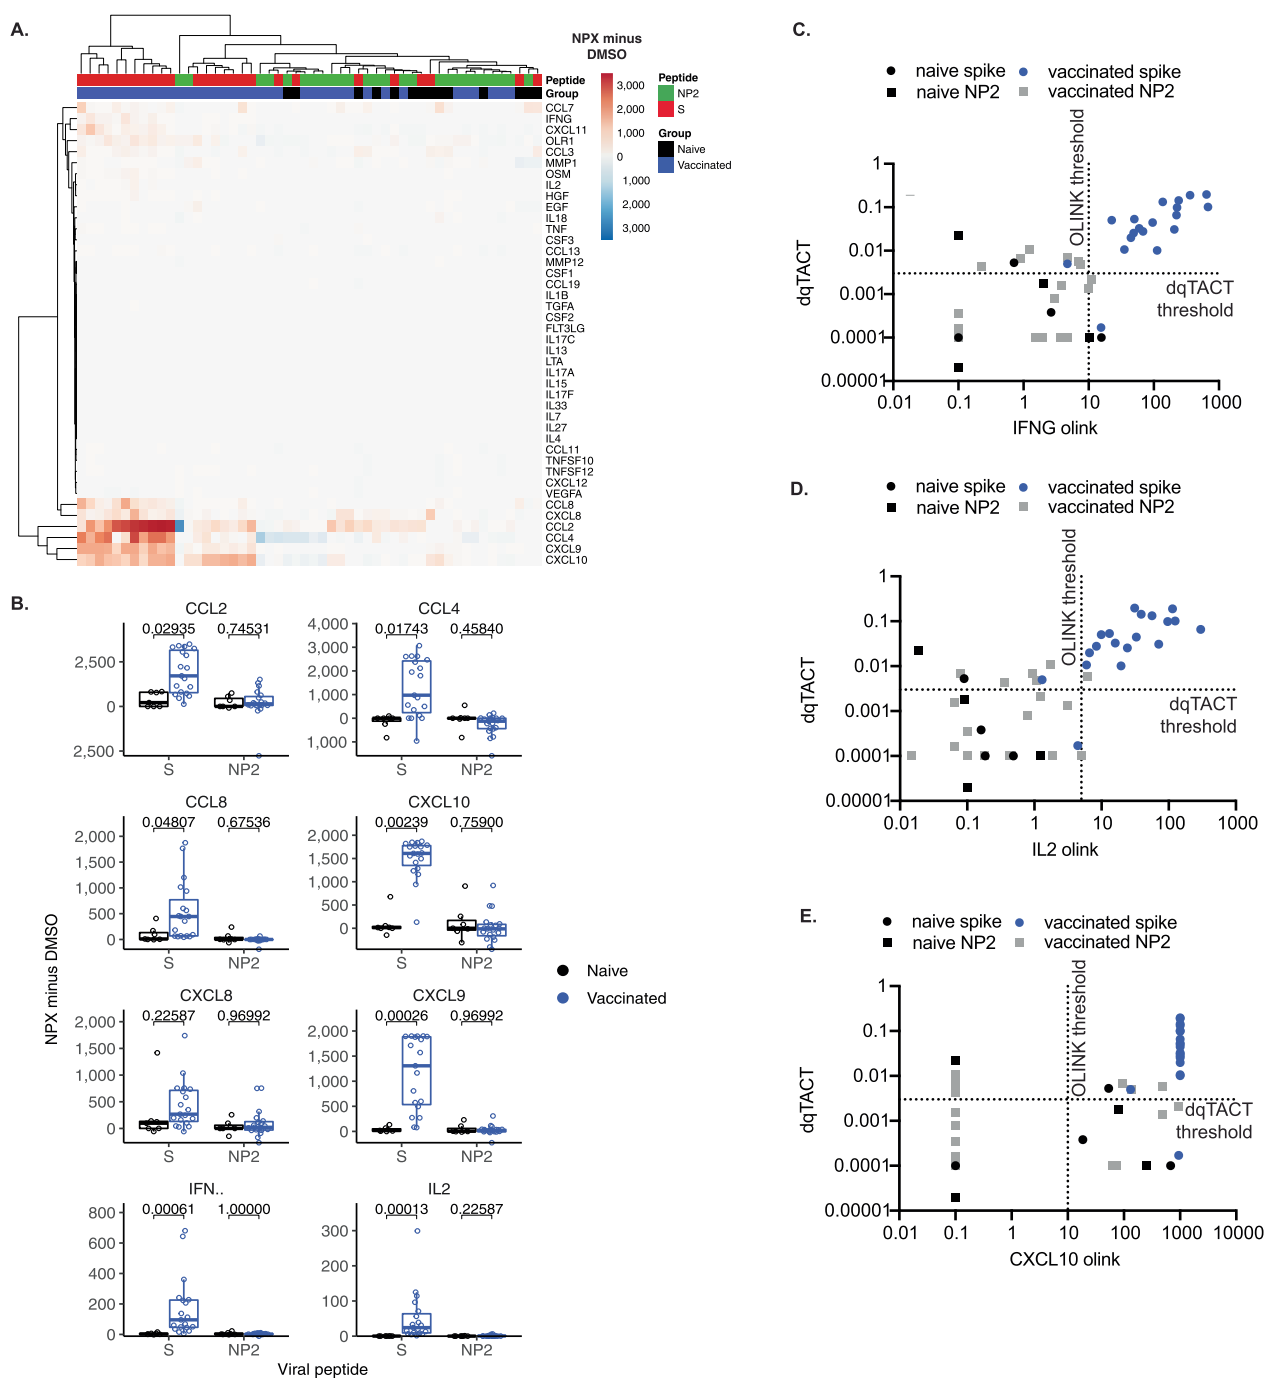 A.
NPX minus
DMSO
3,000
2,000
1,000
0
1,000
2,000
3,000
Peptide
NP2
S
Group
Naive
Vaccinated
Peptide
Group
CCL7
IFNG
CXCL11
OLR1
CCL3
MMP1
OSM
IL2
HGF
EGF
IL18
TNF
CSF3
CCL13
MMP12
CSF1
CCL19
IL1B
TGFA
CSF2
FLT3LG
IL17C
IL13
LTA
IL17A
IL15
IL17F
IL33
IL7
IL27
IL4
CCL11
TNFSF10
TNFSF12
CXCL12
VEGFA
CCL8
CXCL8
CCL2
CCL4
CXCL9
CXCL10
B.
NPX minus DMSO
CCL2
0.02935 0.74531
2,500
0
2,500
S NP2
CCL4
0.01743 0.45840
4,000
3,000
2,000
1,000
0
1,000
S NP2
CCL8
0.04807 0.67536
2,000
1,500
1,000
500
0
S NP2
CXCL10
0.00239 0.75900
2,000
1,500
1,000
500
0
S NP2
CXCL8
0.22587 0.96992
2,000
1,500
1,000
500
0
S NP2
CXCL9
0.00026 0.96992
2,000
1,500
1,000
500
0
S NP2
IFN..
0.00061 1.00000
800
600
400
200
0
S NP2
IL2
0.00013 0.22587
300
200
100
0
S NP2
Viral peptide
Naive
Vaccinated
C.
naive spike vaccinated spike
naive NP2 vaccinated NP2
OLINK threshold
dqTACT
threshold
dqTACT
1
0.1
0.01
0.001
0.0001
0.00001
0.01 0.1 1 10 100 1000
IFNG olink
D.
naive spike vaccinated spike
naive NP2 vaccinated NP2
OLINK threshold
dqTACT
threshold
dqTACT
1
0.1
0.01
0.001
0.0001
0.00001
0.01 0.1 1 10 100 1000
IL2 olink
E.
naive spike vaccinated spike
naive NP2 vaccinated NP2
OLINK threshold
dqTACT
threshold
dqTACT
1
0.1
0.01
0.001
0.0001
0.00001
0.01 0.1 1 10 100 1000 10000
CXCL10 olink